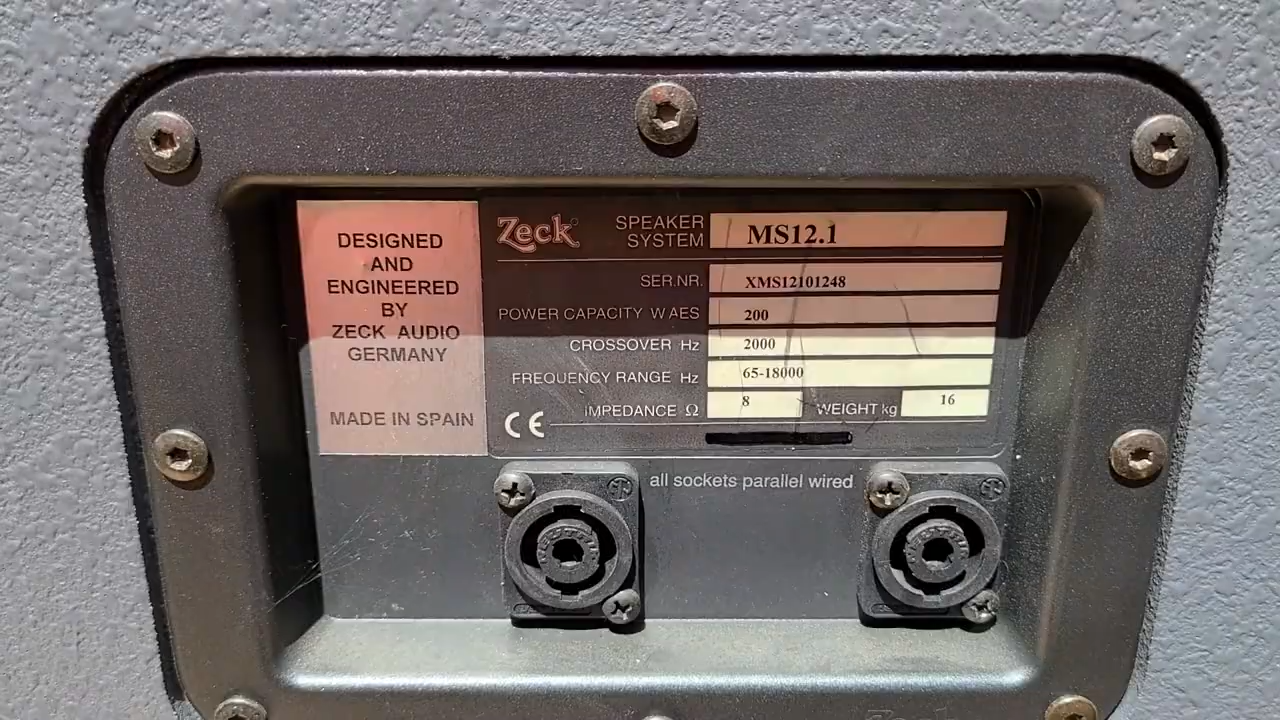 DESIGNED
AND
ENGINEERED
BY
ZECK AUDIO
GERMANY
MADE IN SPAIN
Zeck
SPEAKER
SYSTEM
MS12.1
SER.NR. XMS12101248
POWER CAPACITY W AES 200
CROSSOVER Hz 2000
FREQUENCY RANGE Hz 65-18000
IMPEDANCE Ω 8 WEIGHT kg 16
CE
all sockets parallel wired
Zeck